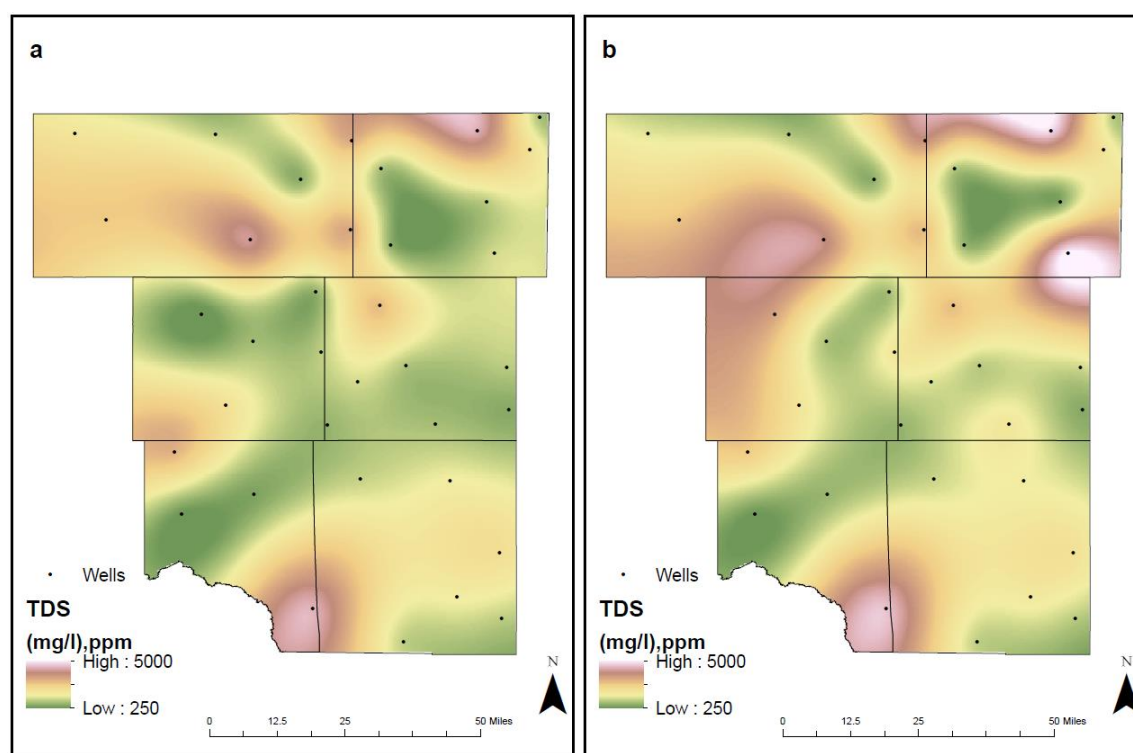 a
Wells
TDS
(mg/l),ppm
High : 5000
Low : 250
N
0 12.5 25 50 Miles
b
Wells
TDS
(mg/l),ppm
High : 5000
Low : 250
N
0 12.5 25 50 Miles